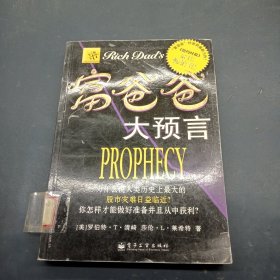 Rich Dad's
富爸爸
大预言
PROPHECY
为什么说人类历史上最大的
股市灾难日益临近?
你怎样才能做好准备并且从中获利?
[美]罗伯特·T·清崎 莎伦·L·莱希特 著
电子工业出版社